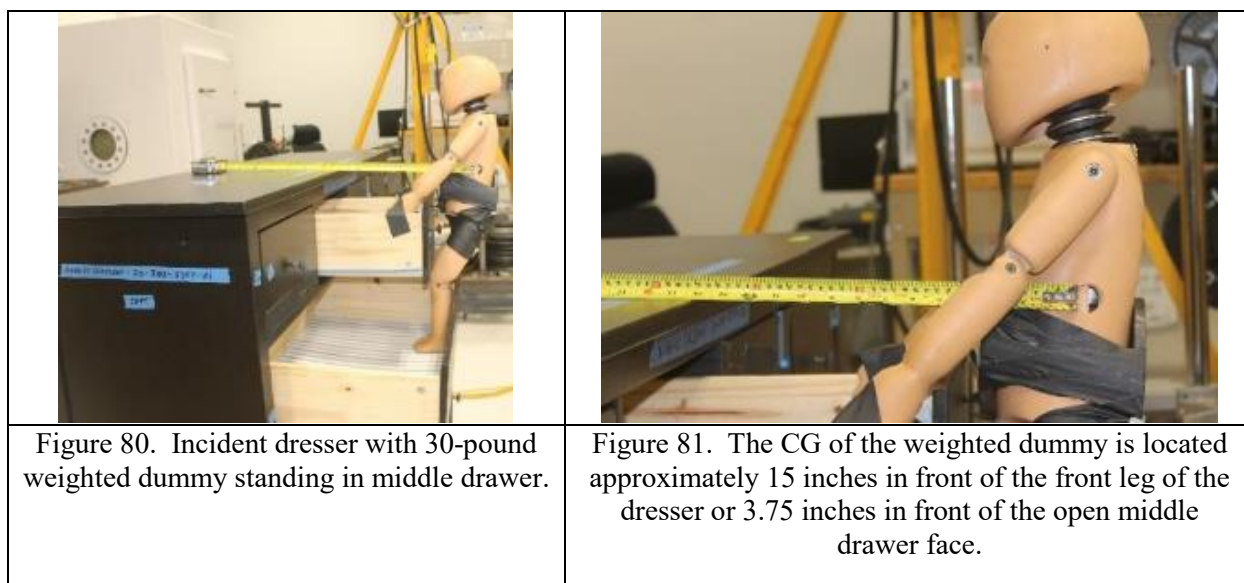 Figure 80. Incident dresser with 30-pound
weighted dummy standing in middle drawer.
Figure 81. The CG of the weighted dummy is located
approximately 15 inches in front of the front leg of the
dresser or 3.75 inches in front of the open middle
drawer face.